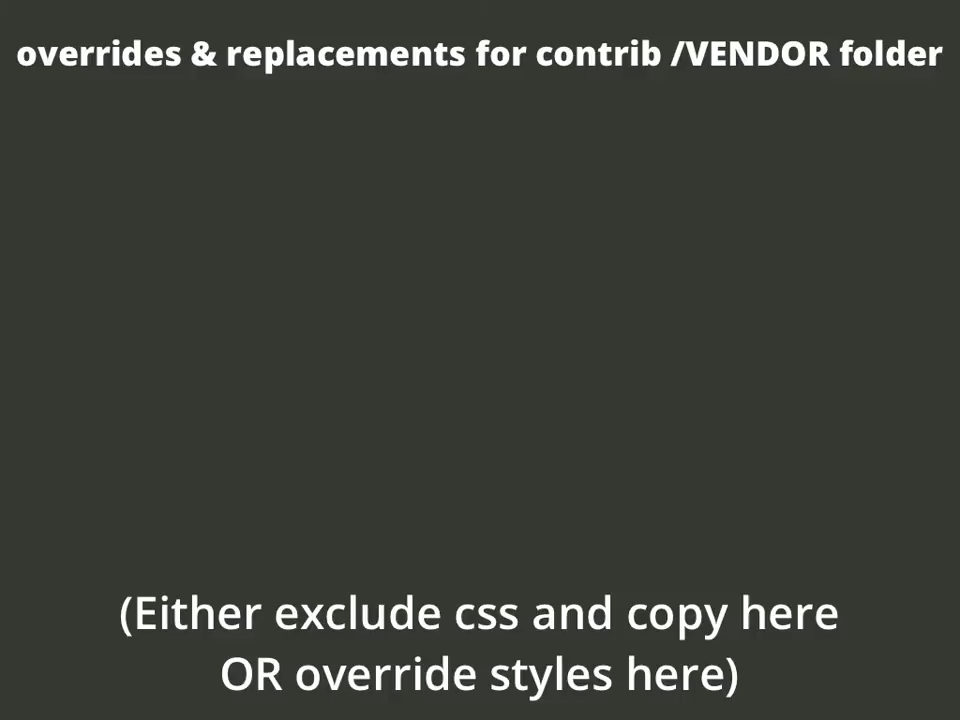 overrides & replacements for contrib /VENDOR folder
(Either exclude css and copy here
OR override styles here)